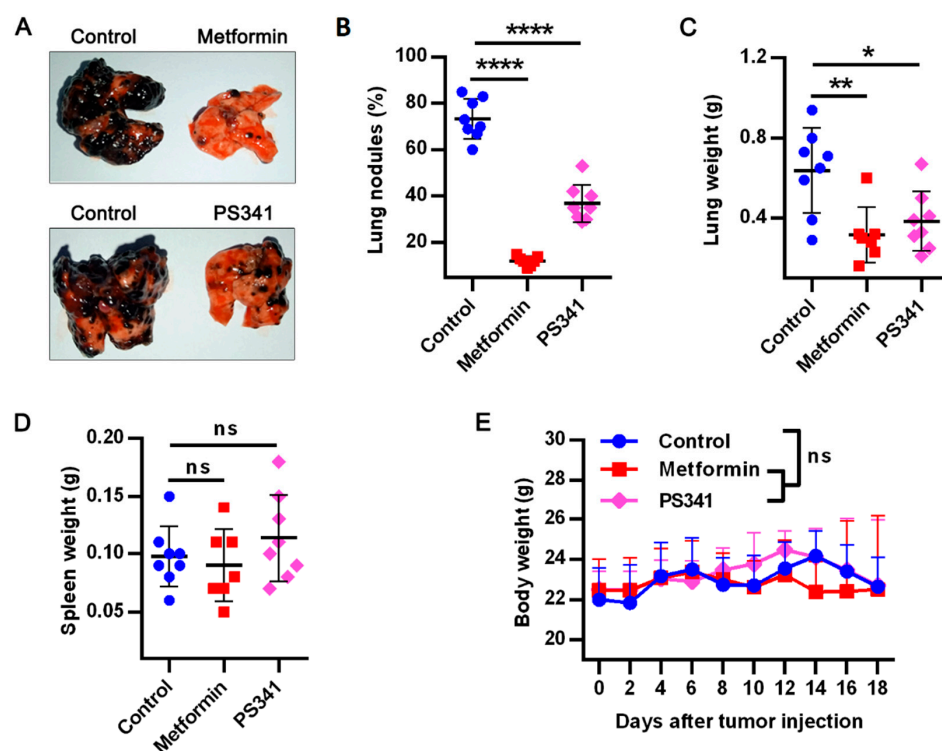 A
Control Metformin
Control PS341
B
****
****
Lung nodules (%)
100
80
60
40
20
Control
Metformin
PS341
C
*
**
Lung weight (g)
1.2
0.8
0.4
Control
Metformin
PS341
D
ns
ns
Spleen weight (g)
0.20
0.15
0.10
0.05
Control
Metformin
PS341
E
Control
Metformin
PS341
ns
Body weight (g)
30
28
26
24
22
20
0 2 4 6 8 10 12 14 16 18
Days after tumor injection